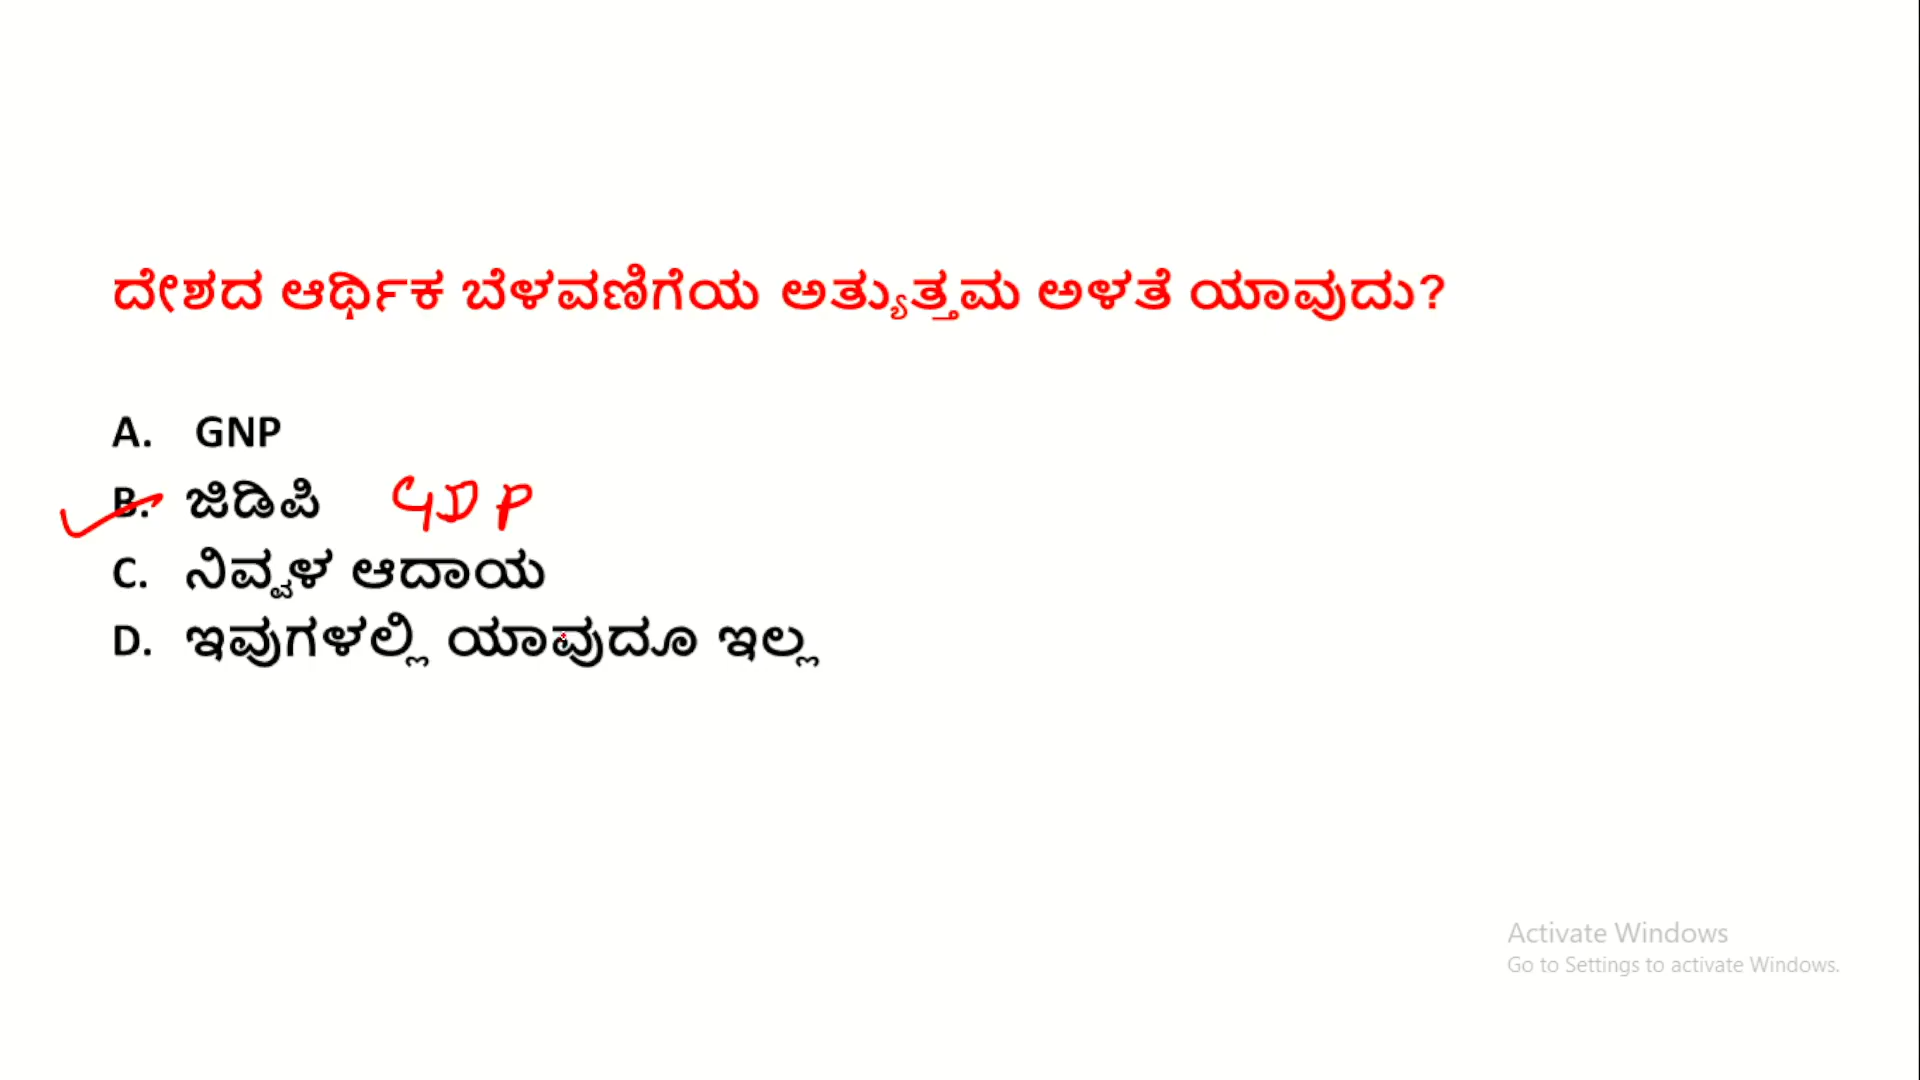 ದೇಶದ ಆರ್ಥಿಕ ಬೆಳವಣಿಗೆಯ ಅತ್ಯುತ್ತಮ ಅಳತೆ ಯಾವುದು?
A. GNP
B. ಜಿಡಿಪಿ GDP
C. ನಿವ್ವಳ ಆದಾಯ
D. ಇವುಗಳಲ್ಲಿ ಯಾವುದೂ ಇಲ್ಲ
Activate Windows
Go to Settings to activate Windows.